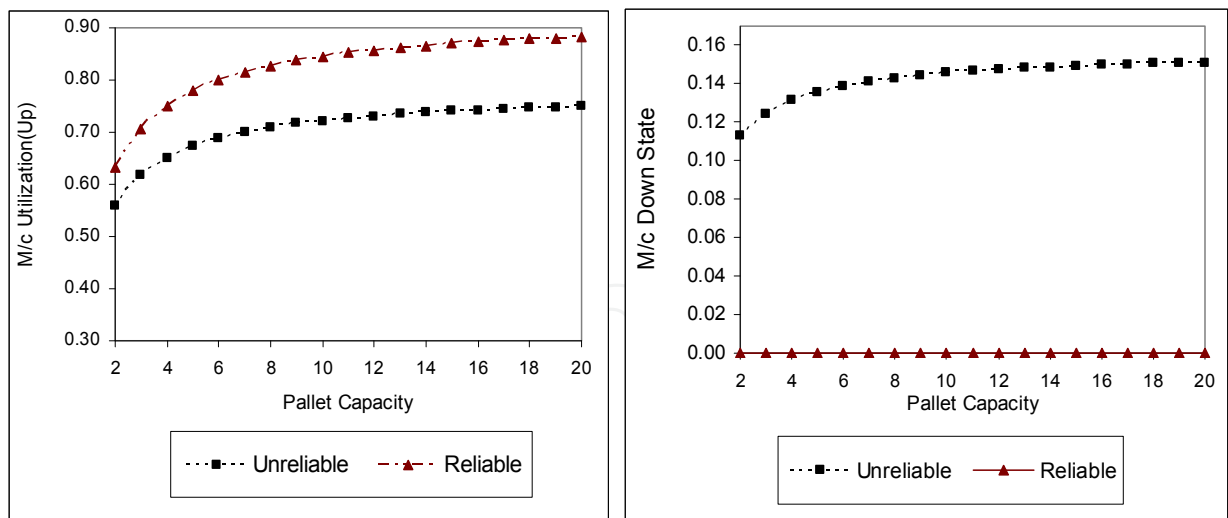 M/c Utilization(Up)
0.90
0.80
0.70
0.60
0.50
0.40
0.30
2 4 6 8 10 12 14 16 18 20
Pallet Capacity
Unreliable Reliable
M/c Down State
0.16
0.14
0.12
0.10
0.08
0.06
0.04
0.02
0.00
2 4 6 8 10 12 14 16 18 20
Pallet Capacity
Unreliable Reliable